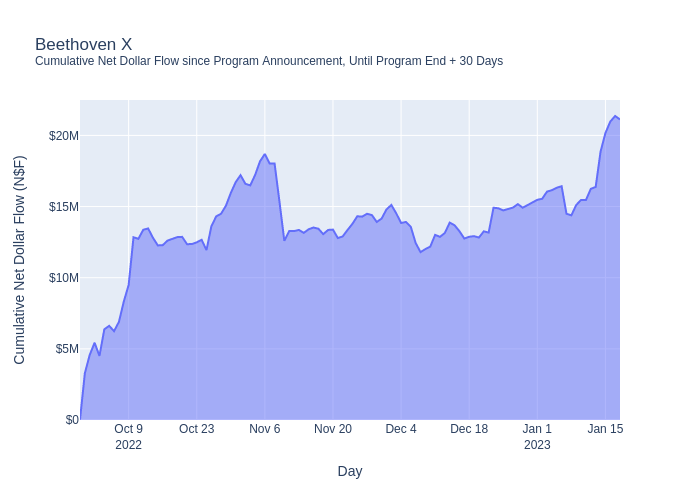 Beethoven X
Cumulative Net Dollar Flow since Program Announcement, Until Program End + 30 Days
Cumulative Net Dollar Flow (N$F)
$20M
$15M
$10M
$5M
$0
Oct 9
2022
Oct 23
Nov 6
Nov 20
Dec 4
Dec 18
Jan 1
2023
Jan 15
Day